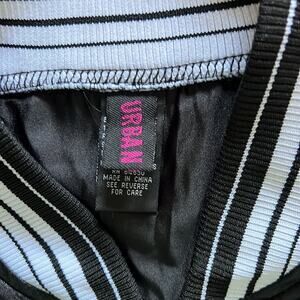 URBAN
S
MADE IN CHINA
SEE REVERSE
FOR CARE